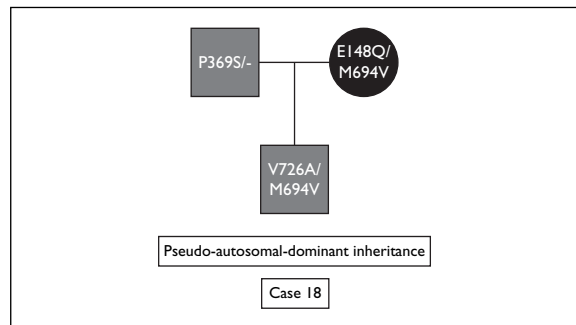 P369S/-
E148Q/
M694V
V726A/
M694V
Pseudo-autosomal-dominant inheritance
Case 18